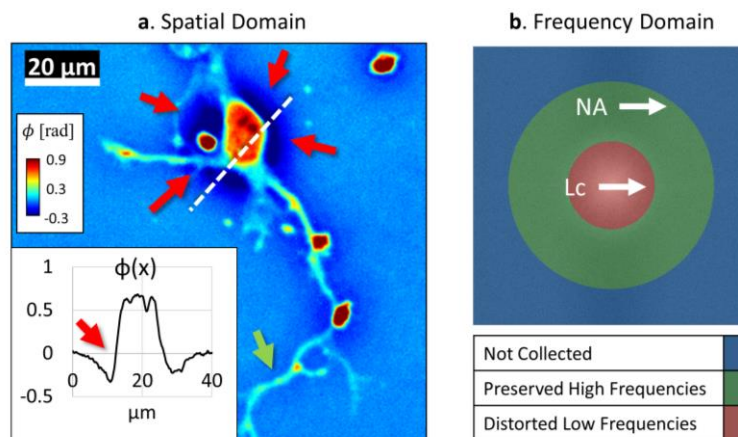 a. Spatial Domain
20 μm
ϕ [rad]
0.9
0.3
-0.3
ϕ(x)
1
0.5
0
-0.5
0
20
40
μm
b. Frequency Domain
NA
Lc
Not Collected
Preserved High Frequencies
Distorted Low Frequencies